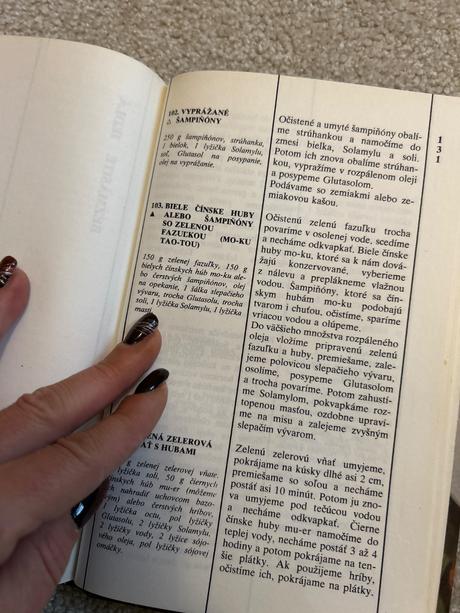 102. VYPRÁŽANÉ
△ ŠAMPIŇÓNY
250 g šampiňónov, strúhanka,
1 bielok, 1 lyžička Solamylu,
soľ, Glutasol na posypanie,
olej na vyprážanie.
Očistené a umyté šampiňóny obalí-
me strúhankou a namočíme do
zmesi bielka, Solamylu a soli.
Potom ich znova obalíme strúhan-
kou, vyprážíme v rozpálenom oleji
a posypeme Glutasolom.
Podávame so zemiakmi alebo ze-
miakovou kašou.
103. BIELE ČÍNSKE HUBY
▲ ALEBO ŠAMPIŇÓNY
SO ZELENOU
FAZUĽKOU (MO-KU
TAO-TOU)
150 g zelenej fazuľky, 150 g
bielych čínskych húb mo-ku ale-
bo čerstvých šampiňónov, olej
na opekanie, 1 šálka slepačieho
vývaru, trocha Glutasolu, trocha
soli, 1 lyžička Solamylu, 1 lyžička
masti
Očistenú zelenú fazuľku trocha
povaríme v osolenej vode, scedíme
a necháme odkvapkať. Biele čínske
huby mo-ku, ktoré sa k nám dová-
žajú konzervované, vyberieme
z nálevu a preplákneme vlažnou
vodou. Šampiňóny, ktoré sa čín-
skym hubám mo-ku podobajú
tvarom i chuťou, očistíme, sparíme
vriacou vodou a olúpeme.
Do väčšieho množstva rozpáleného
oleja vložíme pripravenú zelenú
fazuľku a huby, premiešame, zale-
jeme polovicou slepačieho vývaru,
osolíme, posypeme Glutasolom
a trocha povaríme. Potom zahustí-
me Solamylom, pokvapkáme roz-
topenou masťou, ozdobne upraví-
me na misu a zalejeme zvyšným
slepačím vývarom.
ZELEROVÁ
S HUBAMI
g zelenej zelerovej vňate,
lyžička soli, 50 g čiernych
húb mu-er (môžeme
nahradiť uchovcom bazo-
alebo čerstvých hríbov,
lyžička octu, pol lyžičky
Glutasolu, 2 lyžičky Solamylu,
2 lyžičky vody, 2 lyžice sójo-
vého oleja, pol lyžičky sójovej
omáčky.
Zelenú zelerovú vňať umyjeme,
pokrájame na kúsky dlhé asi 2 cm,
premiešame so soľou a necháme
postáť asi 10 minút. Potom ju zno-
va umyjeme pod tečúcou vodou
a necháme odkvapkať. Čierne
čínske huby mu-er namočíme do
teplej vody, necháme postáť 3 až 4
hodiny a potom pokrájame na ten-
šie plátky. Ak použijeme hríby,
očistíme ich, pokrájame na plátky.
1
3
1